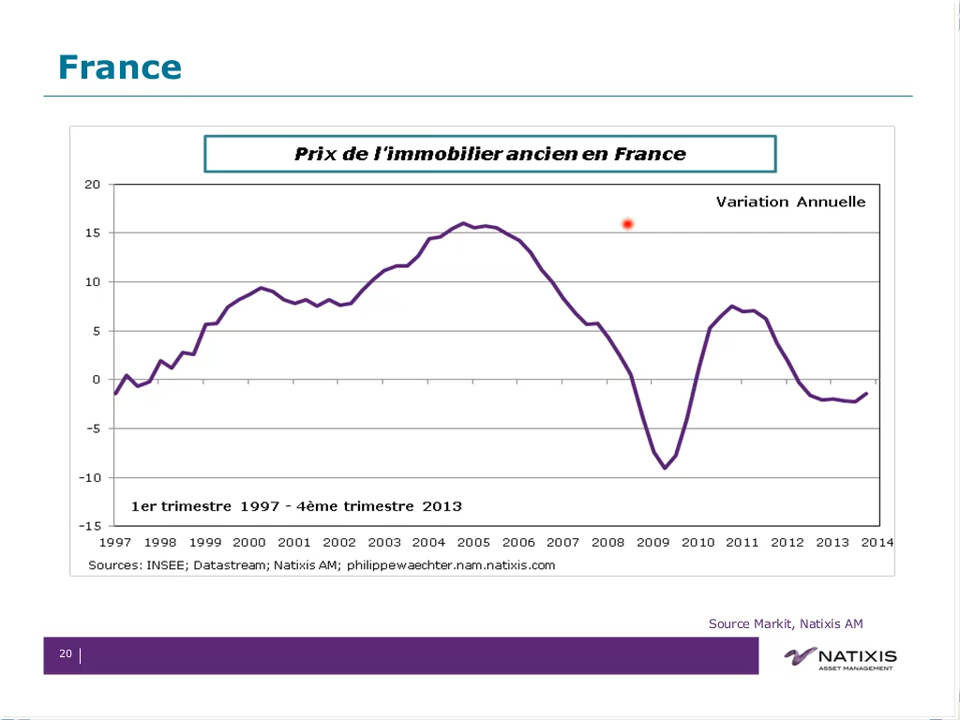 France
Prix de l'immobilier ancien en France
Variation Annuelle
20
15
10
5
0
-5
-10
-15
1er trimestre 1997 - 4ème trimestre 2013
1997 1998 1999 2000 2001 2002 2003 2004 2005 2006 2007 2008 2009 2010 2011 2012 2013 2014
Sources: INSEE; Datastream; Natixis AM; philippewaechter.nam.natixis.com
Source Markit, Natixis AM
20
NATIXIS
ASSET MANAGEMENT